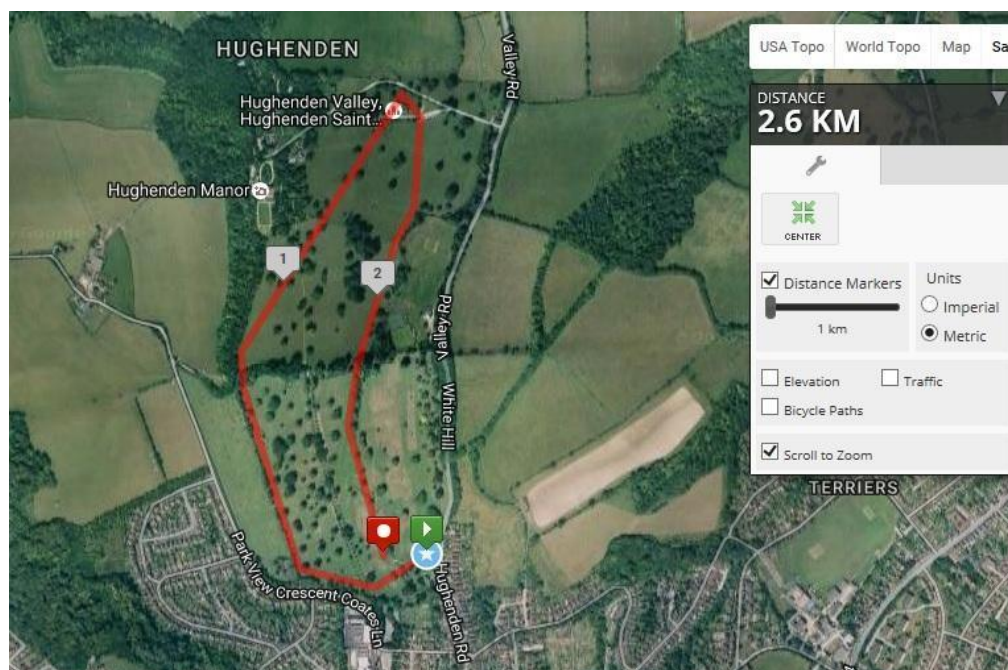 HUGHENDEN
Hughenden Valley,
Hughenden Saint...
Hughenden Manor
Valley Rd
1
2
Valley Rd
White Hill
Park View Crescent Coates Ln
Hughenden Rd
TERRIERS
USA Topo
World Topo
Map
Sa
DISTANCE
2.6 KM
CENTER
Distance Markers
1 km
Units
Imperial
Metric
Elevation
Traffic
Bicycle Paths
Scroll to Zoom